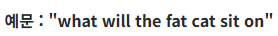 예문 : "what will the fat cat sit on"